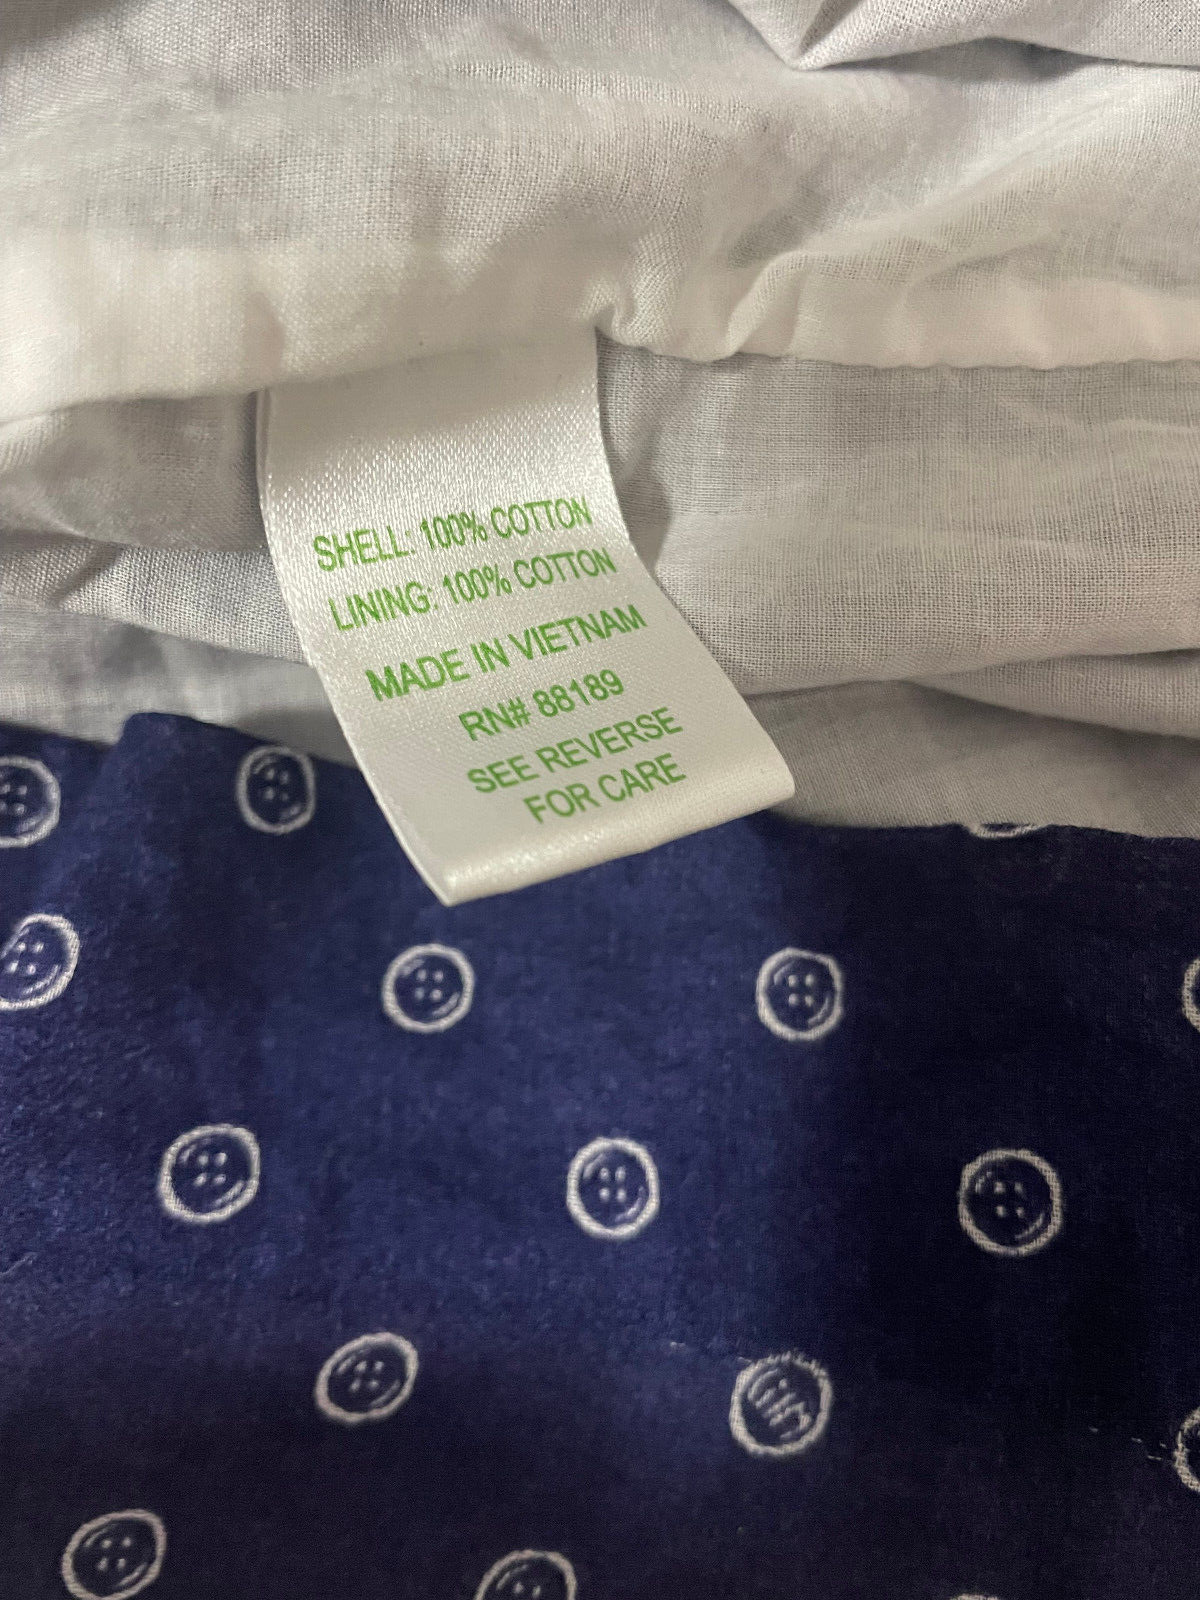 SHELL: 100% COTTON
LINING: 100% COTTON
MADE IN VIETNAM
RN# 88189
SEE REVERSE
FOR CARE